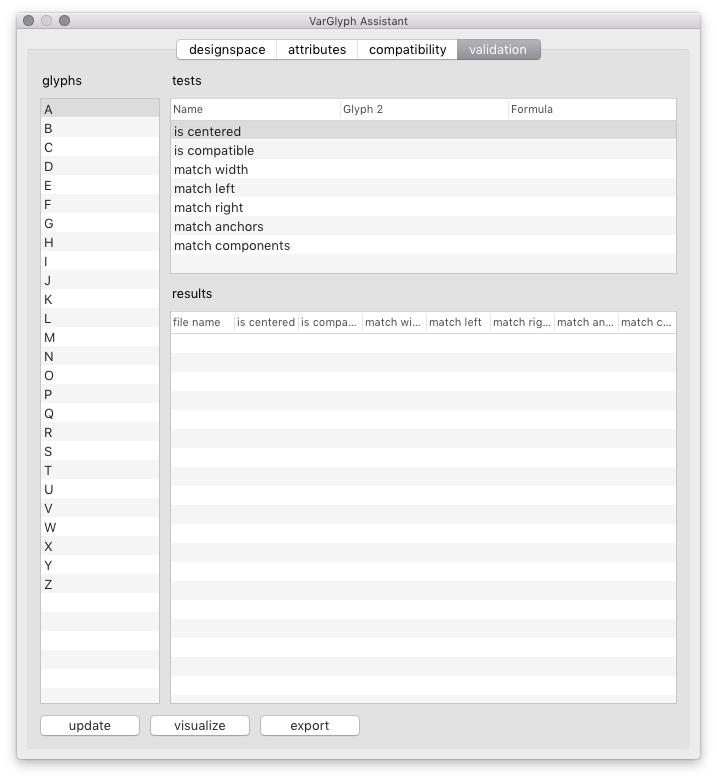 VarGlyph Assistant
designspace attributes compatibility validation
glyphs
A
B
C
D
E
F
G
H
I
J
K
L
M
N
O
P
Q
R
S
T
U
V
W
X
Y
Z
tests
Name Glyph 2 Formula
is centered
is compatible
match width
match left
match right
match anchors
match components
results
file name is centered is compa... match wi... match left match rig... match an... match c...
update visualize export